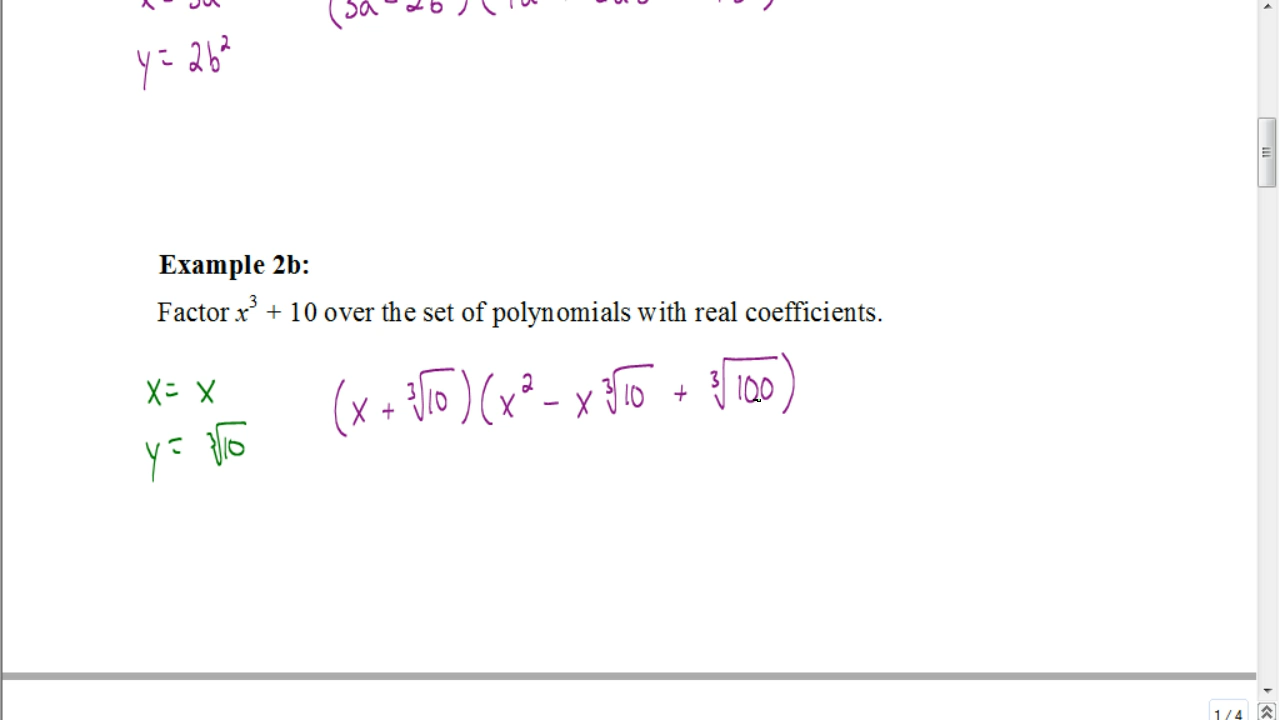 y = 2b²
Example 2b:
Factor x³ + 10 over the set of polynomials with real coefficients.
x = x (x + ∛10)(x² − x∛10 + ∛100)
y = ∛10
1 / 4